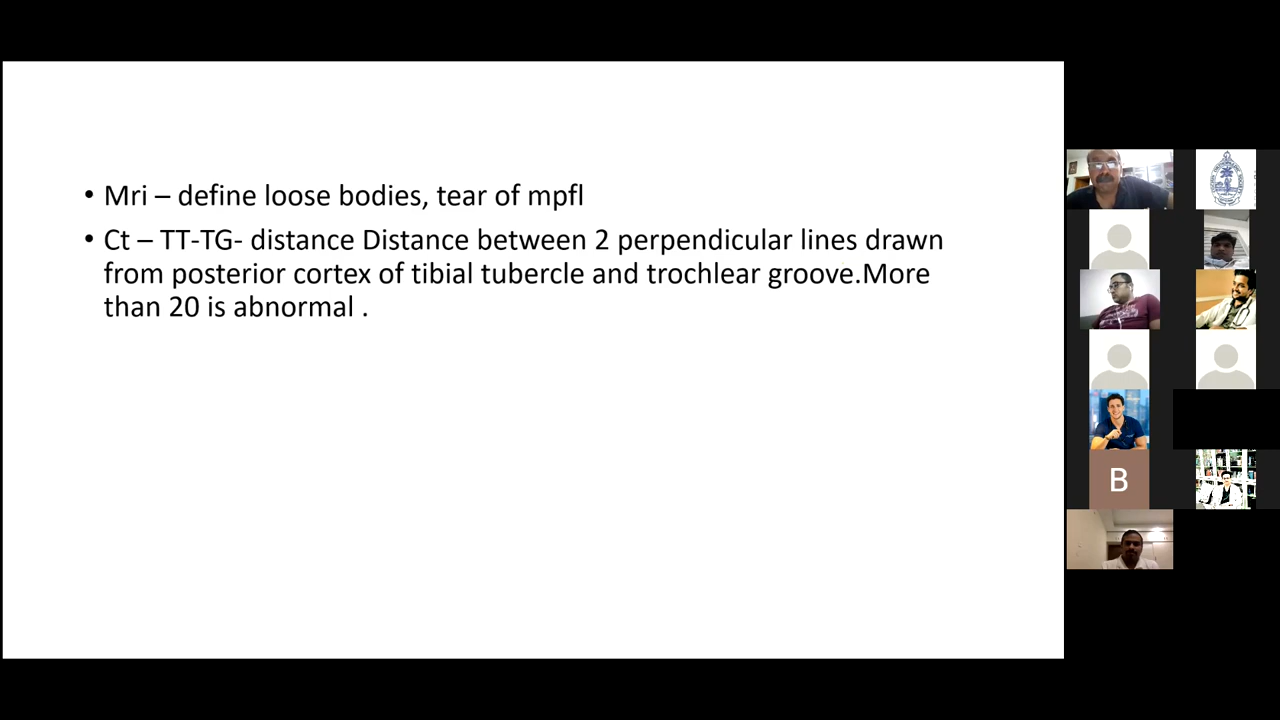 • Mri – define loose bodies, tear of mpfl
• Ct – TT-TG- distance Distance between 2 perpendicular lines drawn
from posterior cortex of tibial tubercle and trochlear groove.More
than 20 is abnormal .
B